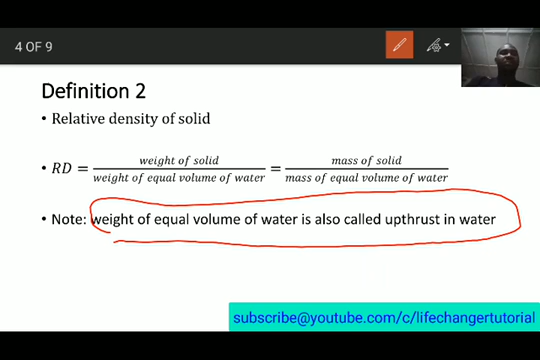 4 OF 9
Definition 2
• Relative density of solid
• RD = weight of solid / weight of equal volume of water = mass of solid / mass of equal volume of water
• Note: weight of equal volume of water is also called upthrust in water
subscribe@youtube.com/c/lifechangertutorial